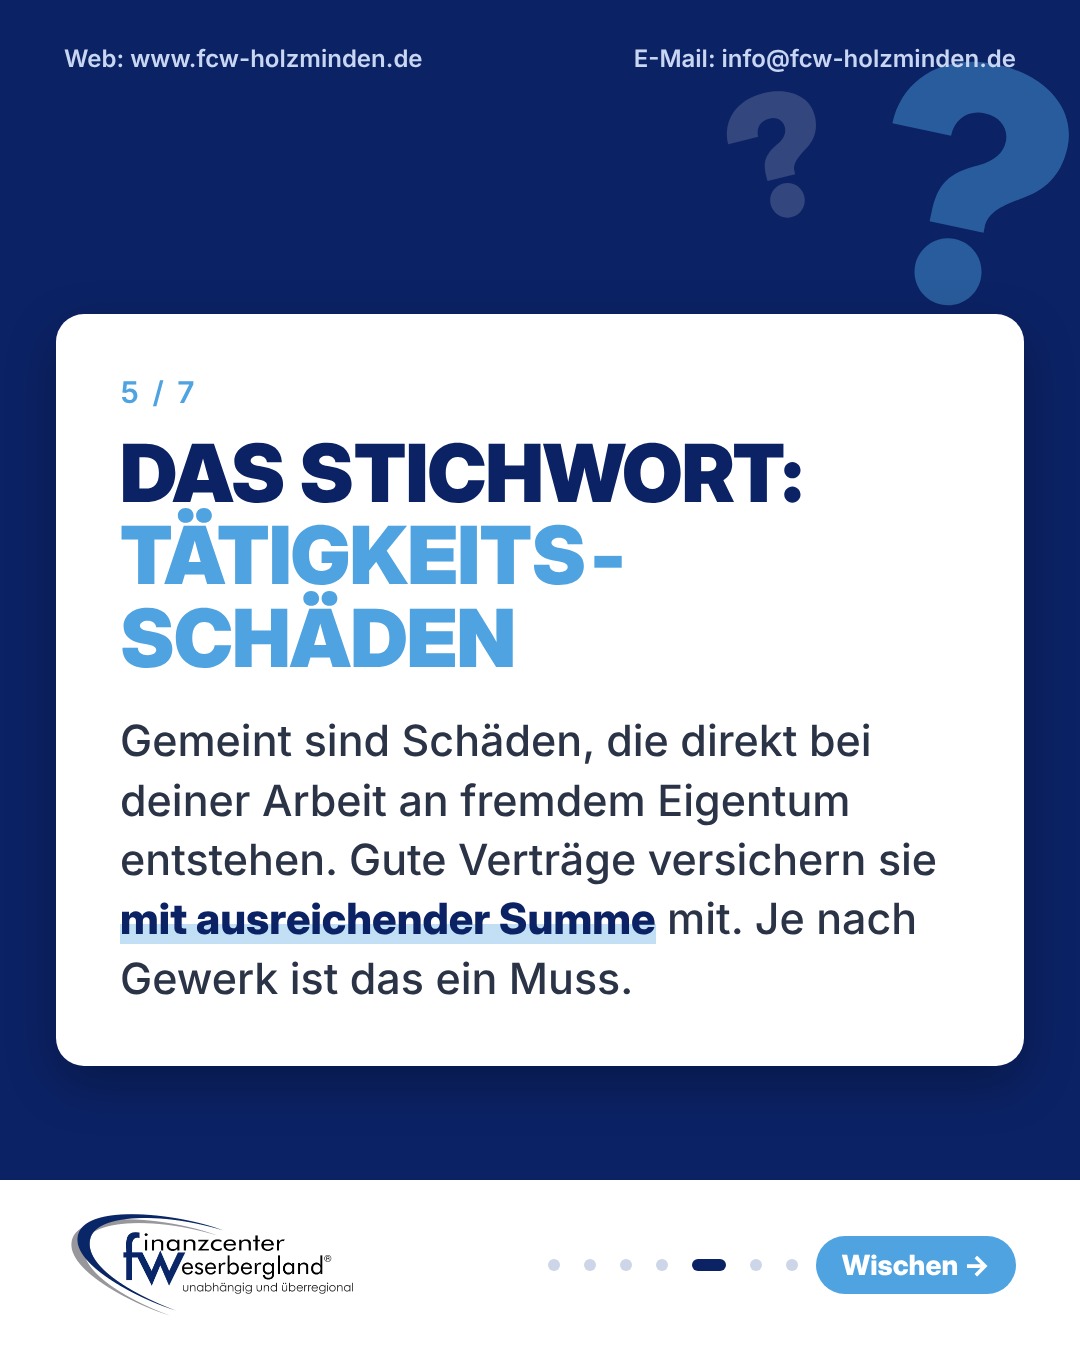 Web: www.fcw-holzminden.de
E-Mail: info@fcw-holzminden.de
? ?
5 / 7
DAS STICHWORT:
TÄTIGKEITS-
SCHÄDEN
Gemeint sind Schäden, die direkt bei
deiner Arbeit an fremdem Eigentum
entstehen. Gute Verträge versichern sie
mit ausreichender Summe mit. Je nach
Gewerk ist das ein Muss.
finanzcenter
Weserbergland®
unabhängig und überregional
Wischen →